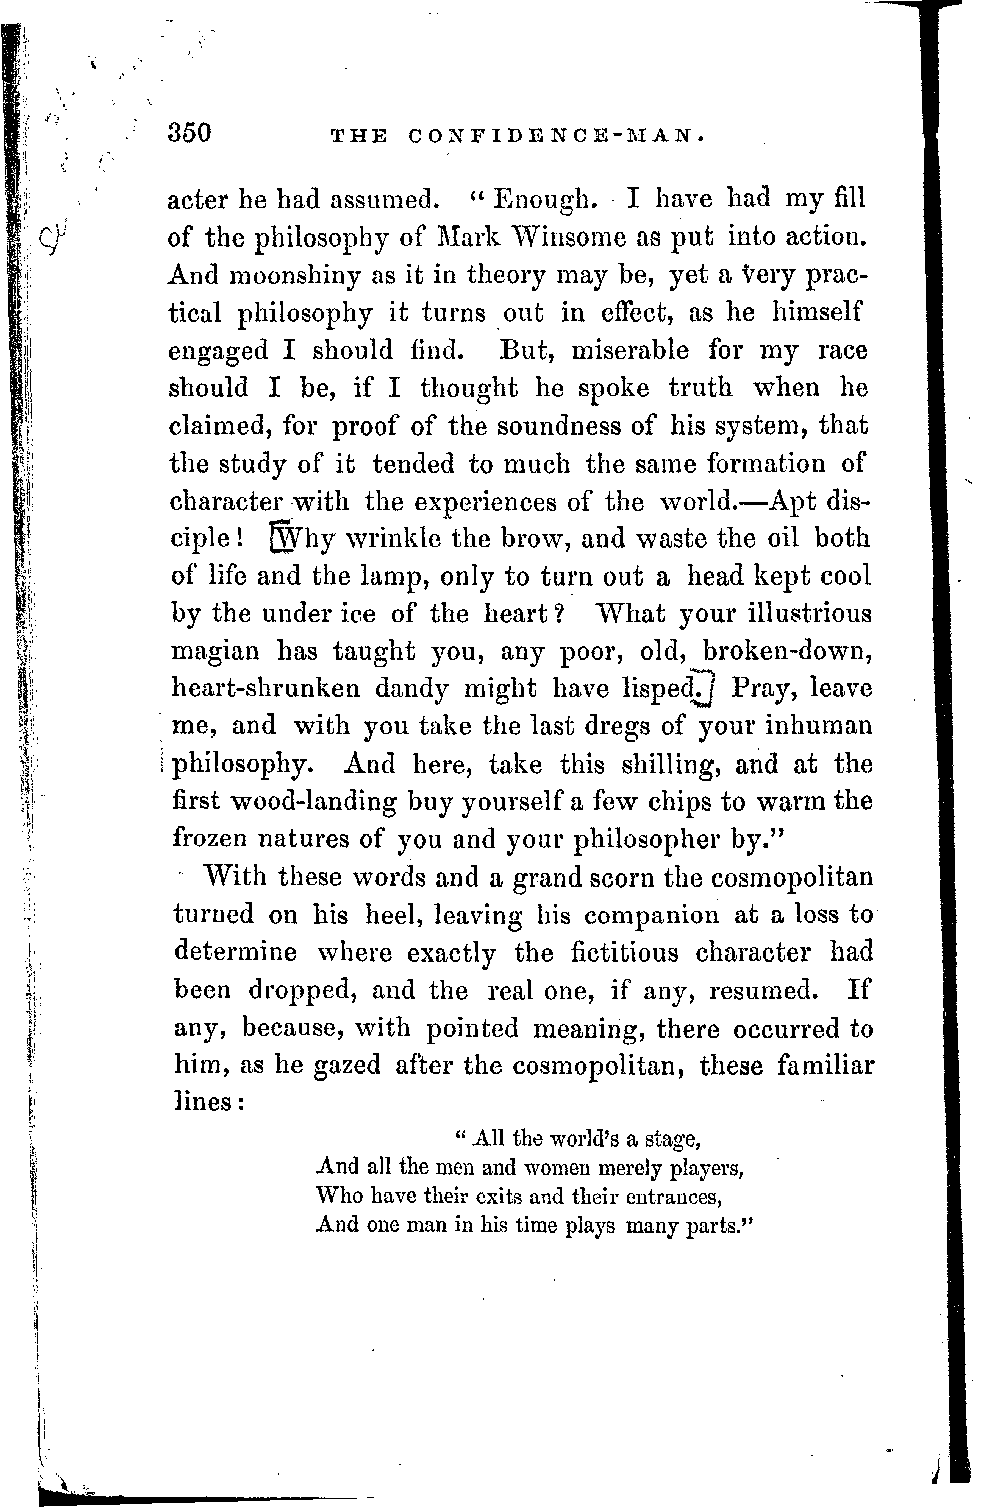 350 THE CONFIDENCE-MAN.
acter he had assumed. “Enough. I have had my fill
of the philosophy of Mark Winsome as put into action.
And moonshiny as it in theory may be, yet a very prac-
tical philosophy it turns out in effect, as he himself
engaged I should find. But, miserable for my race
should I be, if I thought he spoke truth when he
claimed, for proof of the soundness of his system, that
the study of it tended to much the same formation of
character with the experiences of the world.—Apt dis-
ciple! [Why wrinkle the brow, and waste the oil both
of life and the lamp, only to turn out a head kept cool
by the under ice of the heart? What your illustrious
magian has taught you, any poor, old, broken-down,
heart-shrunken dandy might have lisped.] Pray, leave
me, and with you take the last dregs of your inhuman
philosophy. And here, take this shilling, and at the
first wood-landing buy yourself a few chips to warm the
frozen natures of you and your philosopher by.”
With these words and a grand scorn the cosmopolitan
turned on his heel, leaving his companion at a loss to
determine where exactly the fictitious character had
been dropped, and the real one, if any, resumed. If
any, because, with pointed meaning, there occurred to
him, as he gazed after the cosmopolitan, these familiar
lines:
“All the world's a stage,
And all the men and women merely players,
Who have their exits and their entrances,
And one man in his time plays many parts.”